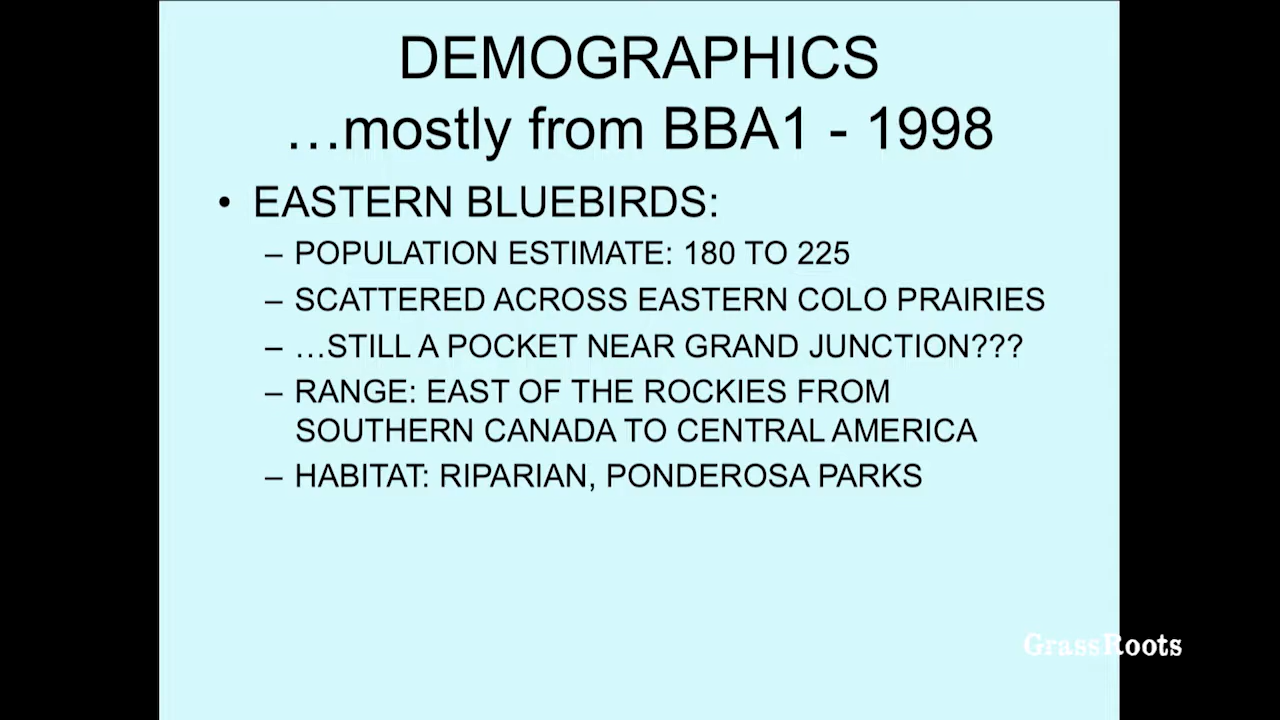 DEMOGRAPHICS
…mostly from BBA1 - 1998
• EASTERN BLUEBIRDS:
– POPULATION ESTIMATE: 180 TO 225
– SCATTERED ACROSS EASTERN COLO PRAIRIES
– …STILL A POCKET NEAR GRAND JUNCTION???
– RANGE: EAST OF THE ROCKIES FROM
SOUTHERN CANADA TO CENTRAL AMERICA
– HABITAT: RIPARIAN, PONDEROSA PARKS
GrassRoots